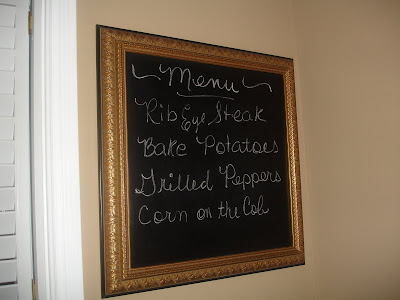 Menu
Rib Eye Steak
Bake Potatoes
Grilled Peppers
Corn on the Cob